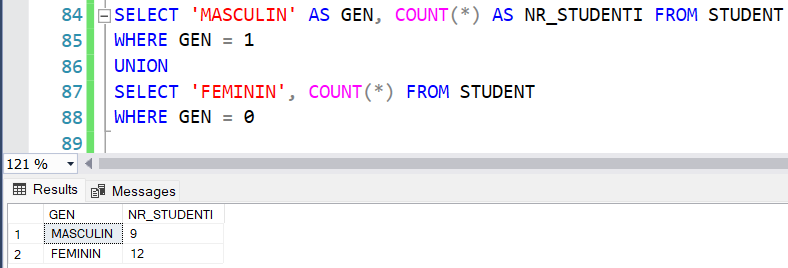 84 SELECT 'MASCULIN' AS GEN, COUNT(*) AS NR_STUDENTI FROM STUDENT
85 WHERE GEN = 1
86 UNION
87 SELECT 'FEMININ', COUNT(*) FROM STUDENT
88 WHERE GEN = 0
89
121 %
Results Messages
GEN NR_STUDENTI
1 MASCULIN 9
2 FEMININ 12